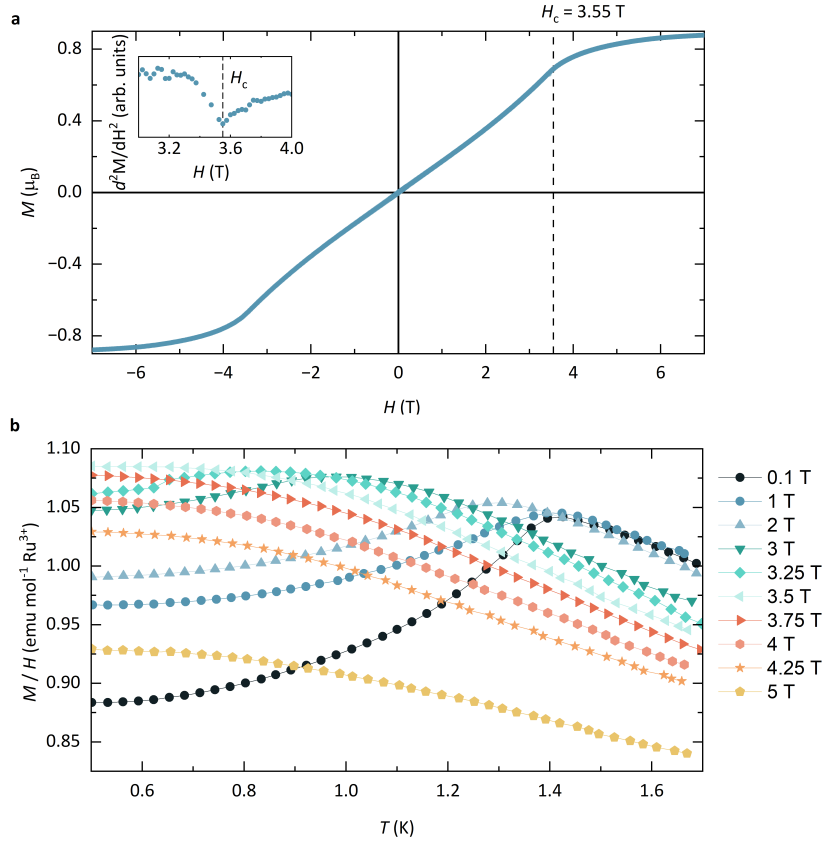 a
H_c = 3.55 T
0.8
0.4
0.0
−0.4
−0.8
M (μ_B)
d²M/dH² (arb. units)
H_c
3.2 3.6 4.0
H (T)
−6 −4 −2 0 2 4 6
H (T)
b
1.10
1.05
1.00
0.95
0.90
0.85
M / H (emu mol⁻¹ Ru³⁺)
0.6 0.8 1.0 1.2 1.4 1.6
T (K)
0.1 T
1 T
2 T
3 T
3.25 T
3.5 T
3.75 T
4 T
4.25 T
5 T